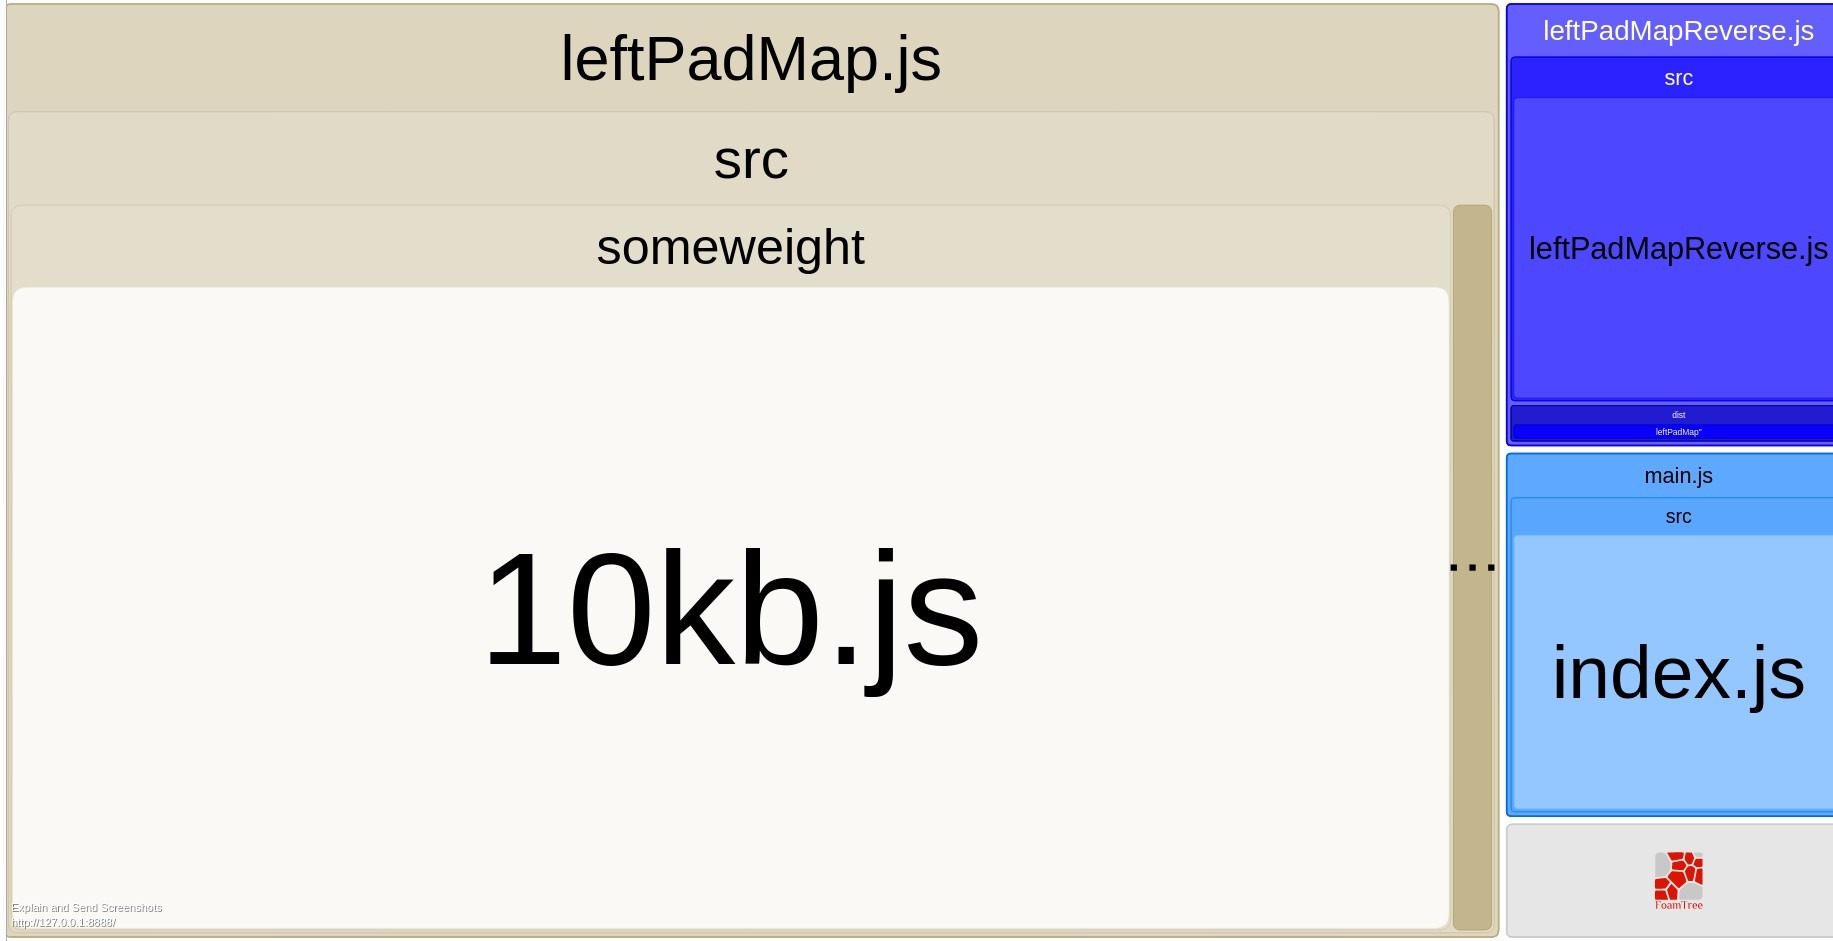 leftPadMap.js
src
someweight
10kb.js
...
Explain and Send Screenshots
http://127.0.0.1:8888/
leftPadMapReverse.js
src
leftPadMapReverse.js
dist
leftPadMap"
main.js
src
index.js
FoamTree